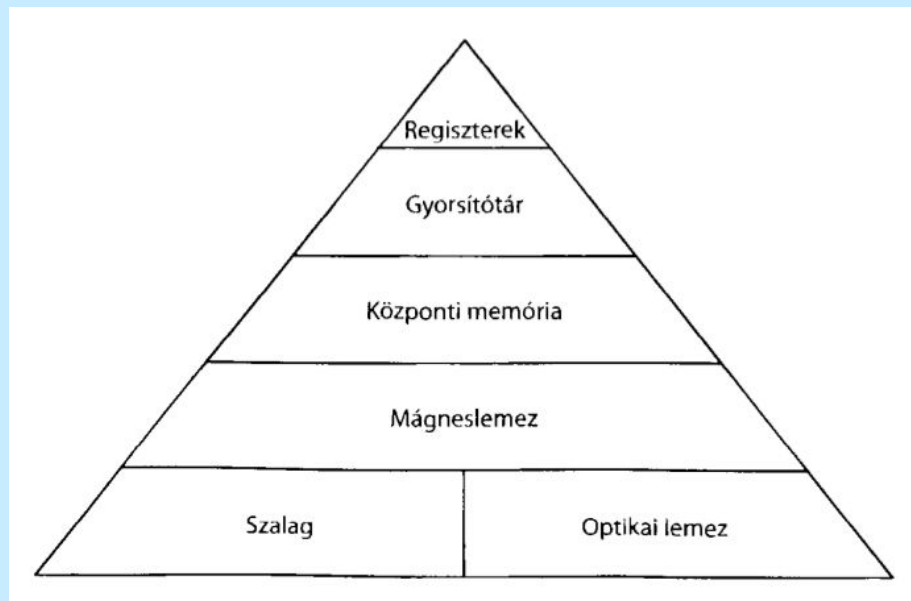 Regiszterek
Gyorsítótár
Központi memória
Mágneslemez
Szalag
Optikai lemez